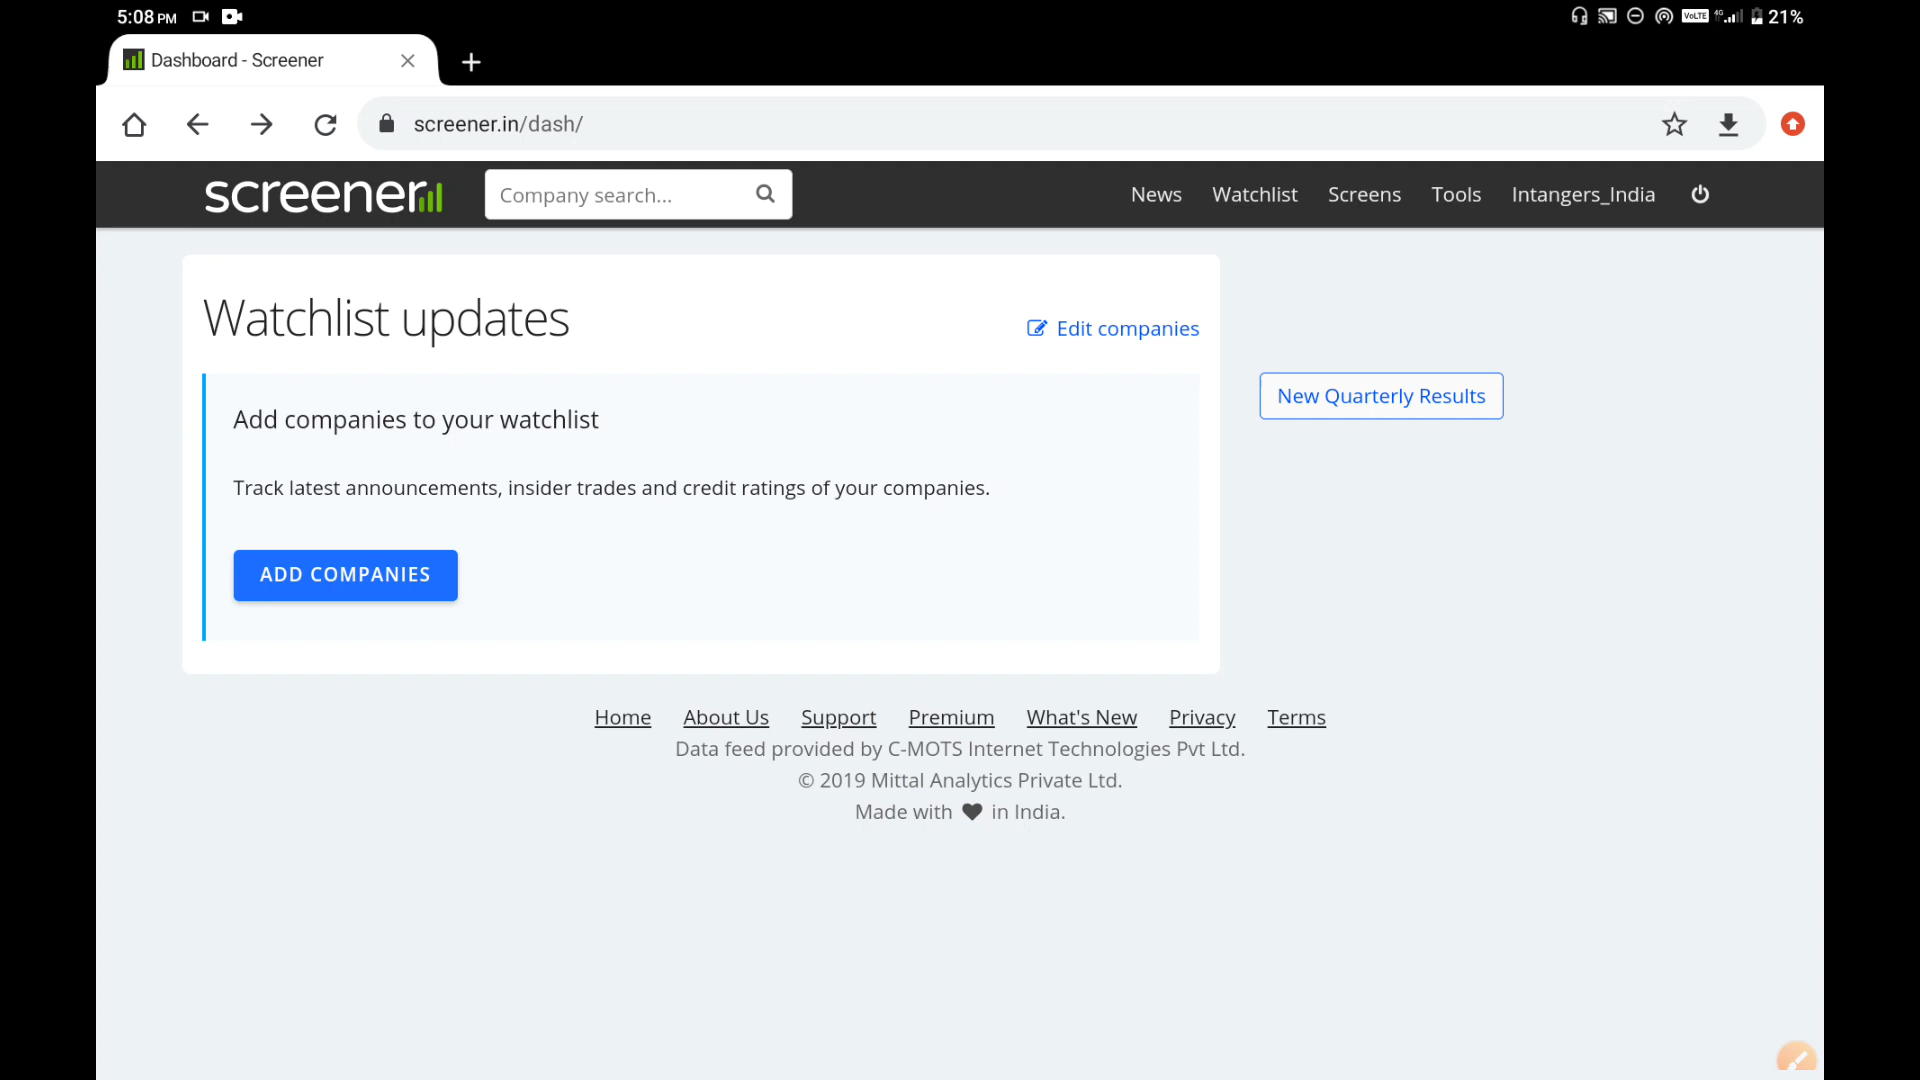 5:08 PM
VoLTE 4G 21%
Dashboard - Screener
screener.in/dash/
screener
Company search...
News Watchlist Screens Tools Intangers_India
Watchlist updates
Edit companies
Add companies to your watchlist
New Quarterly Results
Track latest announcements, insider trades and credit ratings of your companies.
ADD COMPANIES
Home About Us Support Premium What's New Privacy Terms
Data feed provided by C-MOTS Internet Technologies Pvt Ltd.
© 2019 Mittal Analytics Private Ltd.
Made with ♥ in India.